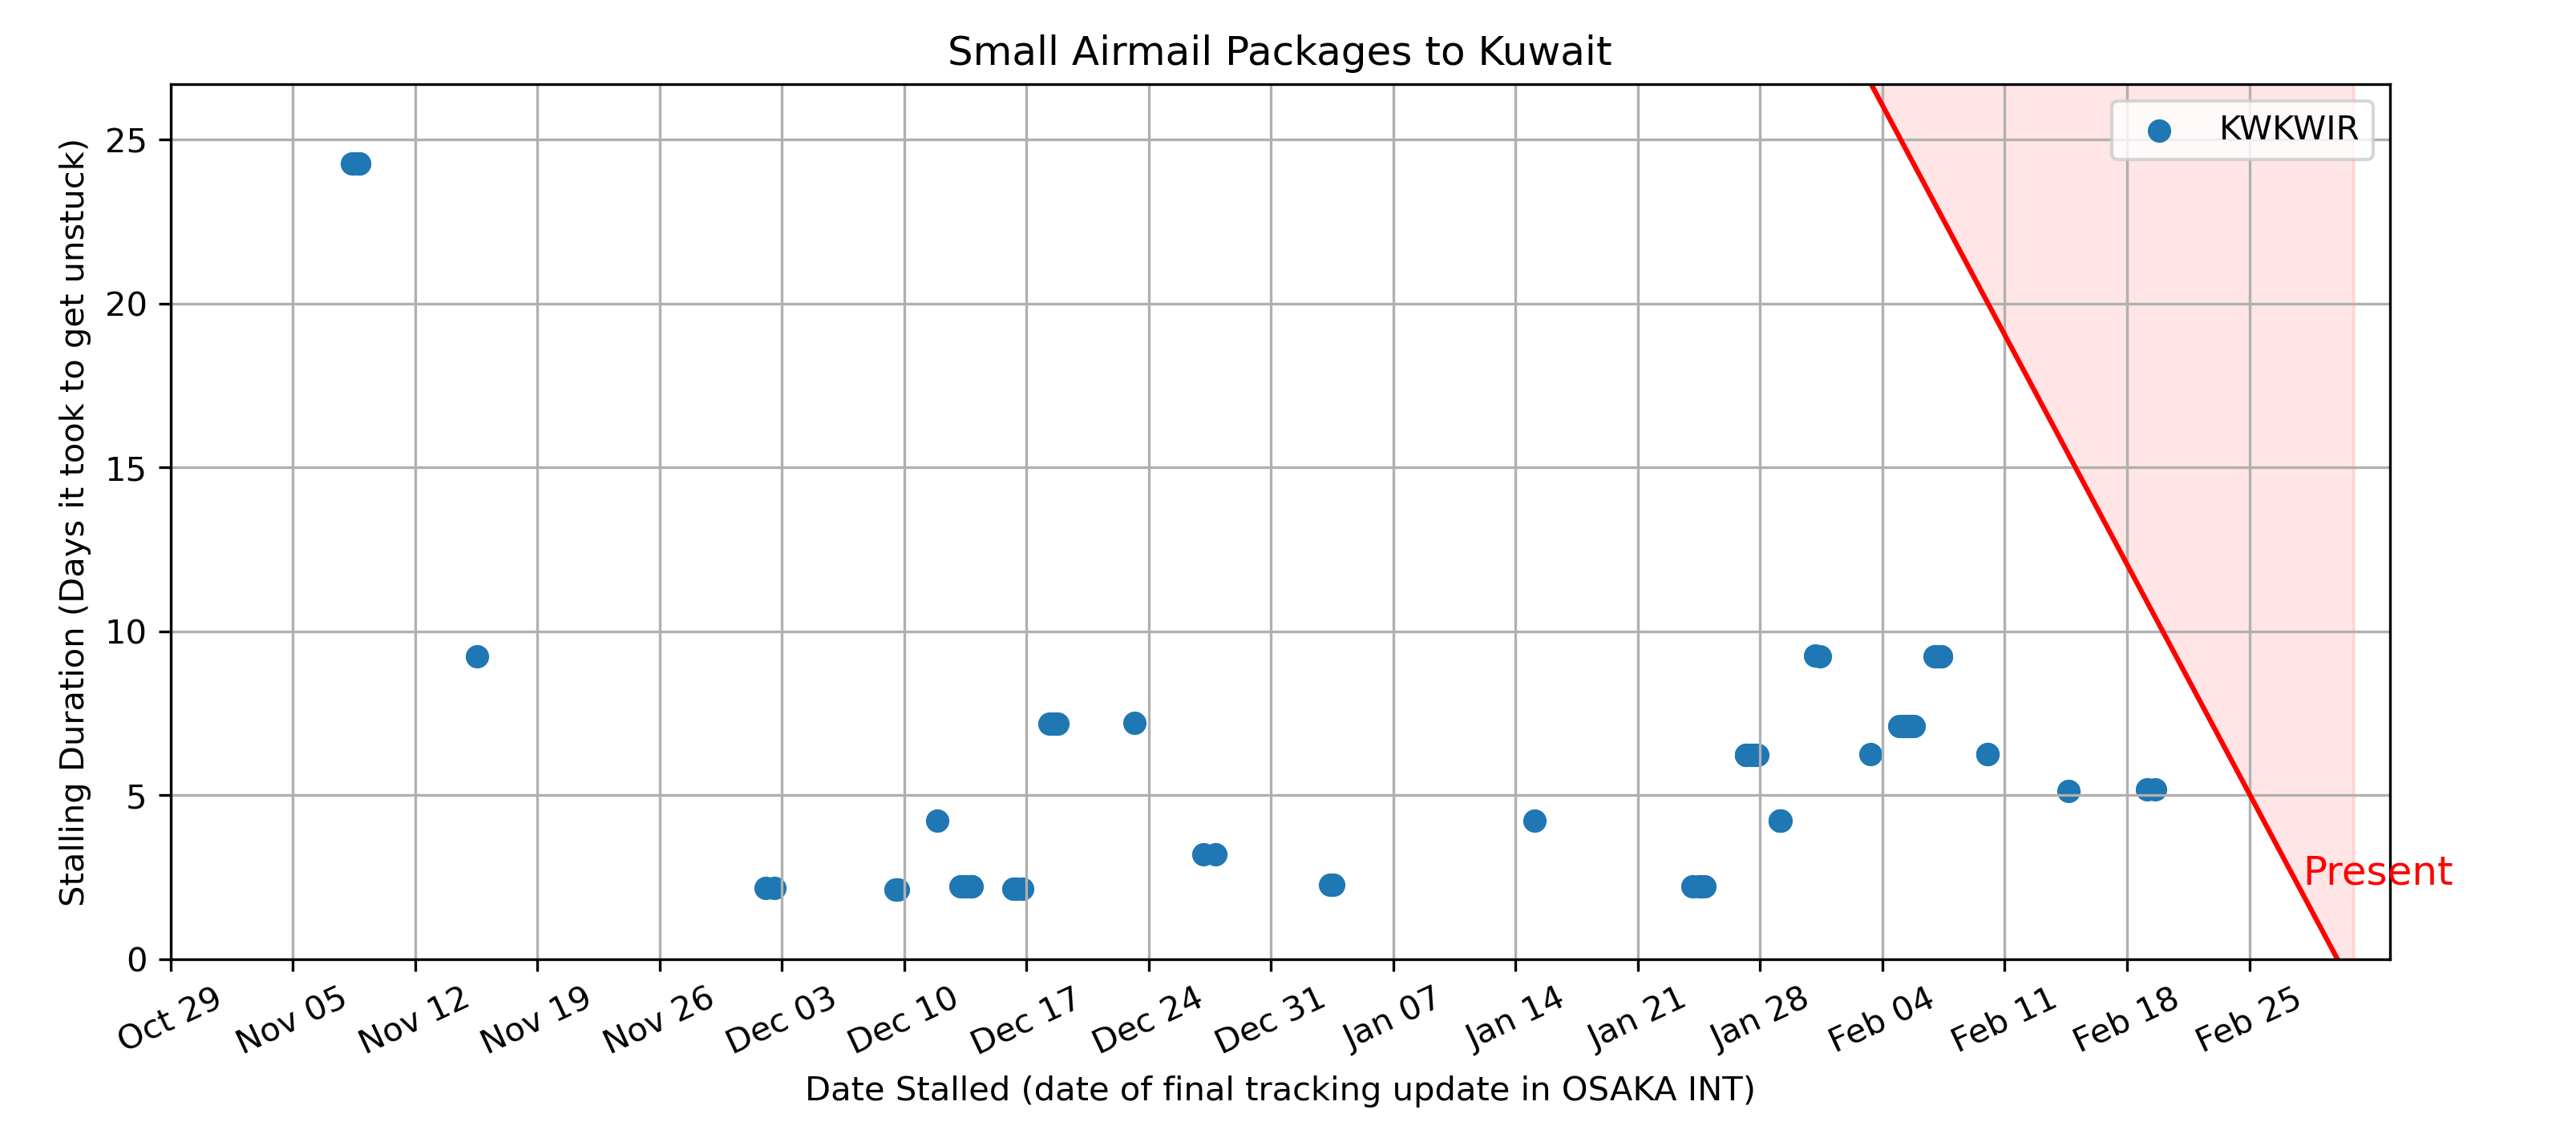 Small Airmail Packages to Kuwait
KWKWIR
Stalling Duration (Days it took to get unstuck)
25
20
15
10
5
0
Present
Oct 29 Nov 05 Nov 12 Nov 19 Nov 26 Dec 03 Dec 10 Dec 17 Dec 24 Dec 31 Jan 07 Jan 14 Jan 21 Jan 28 Feb 04 Feb 11 Feb 18 Feb 25
Date Stalled (date of final tracking update in OSAKA INT)